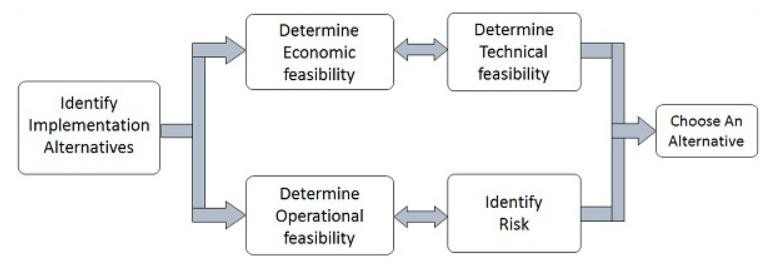 Determine
Economic
feasibility
Determine
Technical
feasibility
Identify
Implementation
Alternatives
Choose An
Alternative
Determine
Operational
feasibility
Identify
Risk